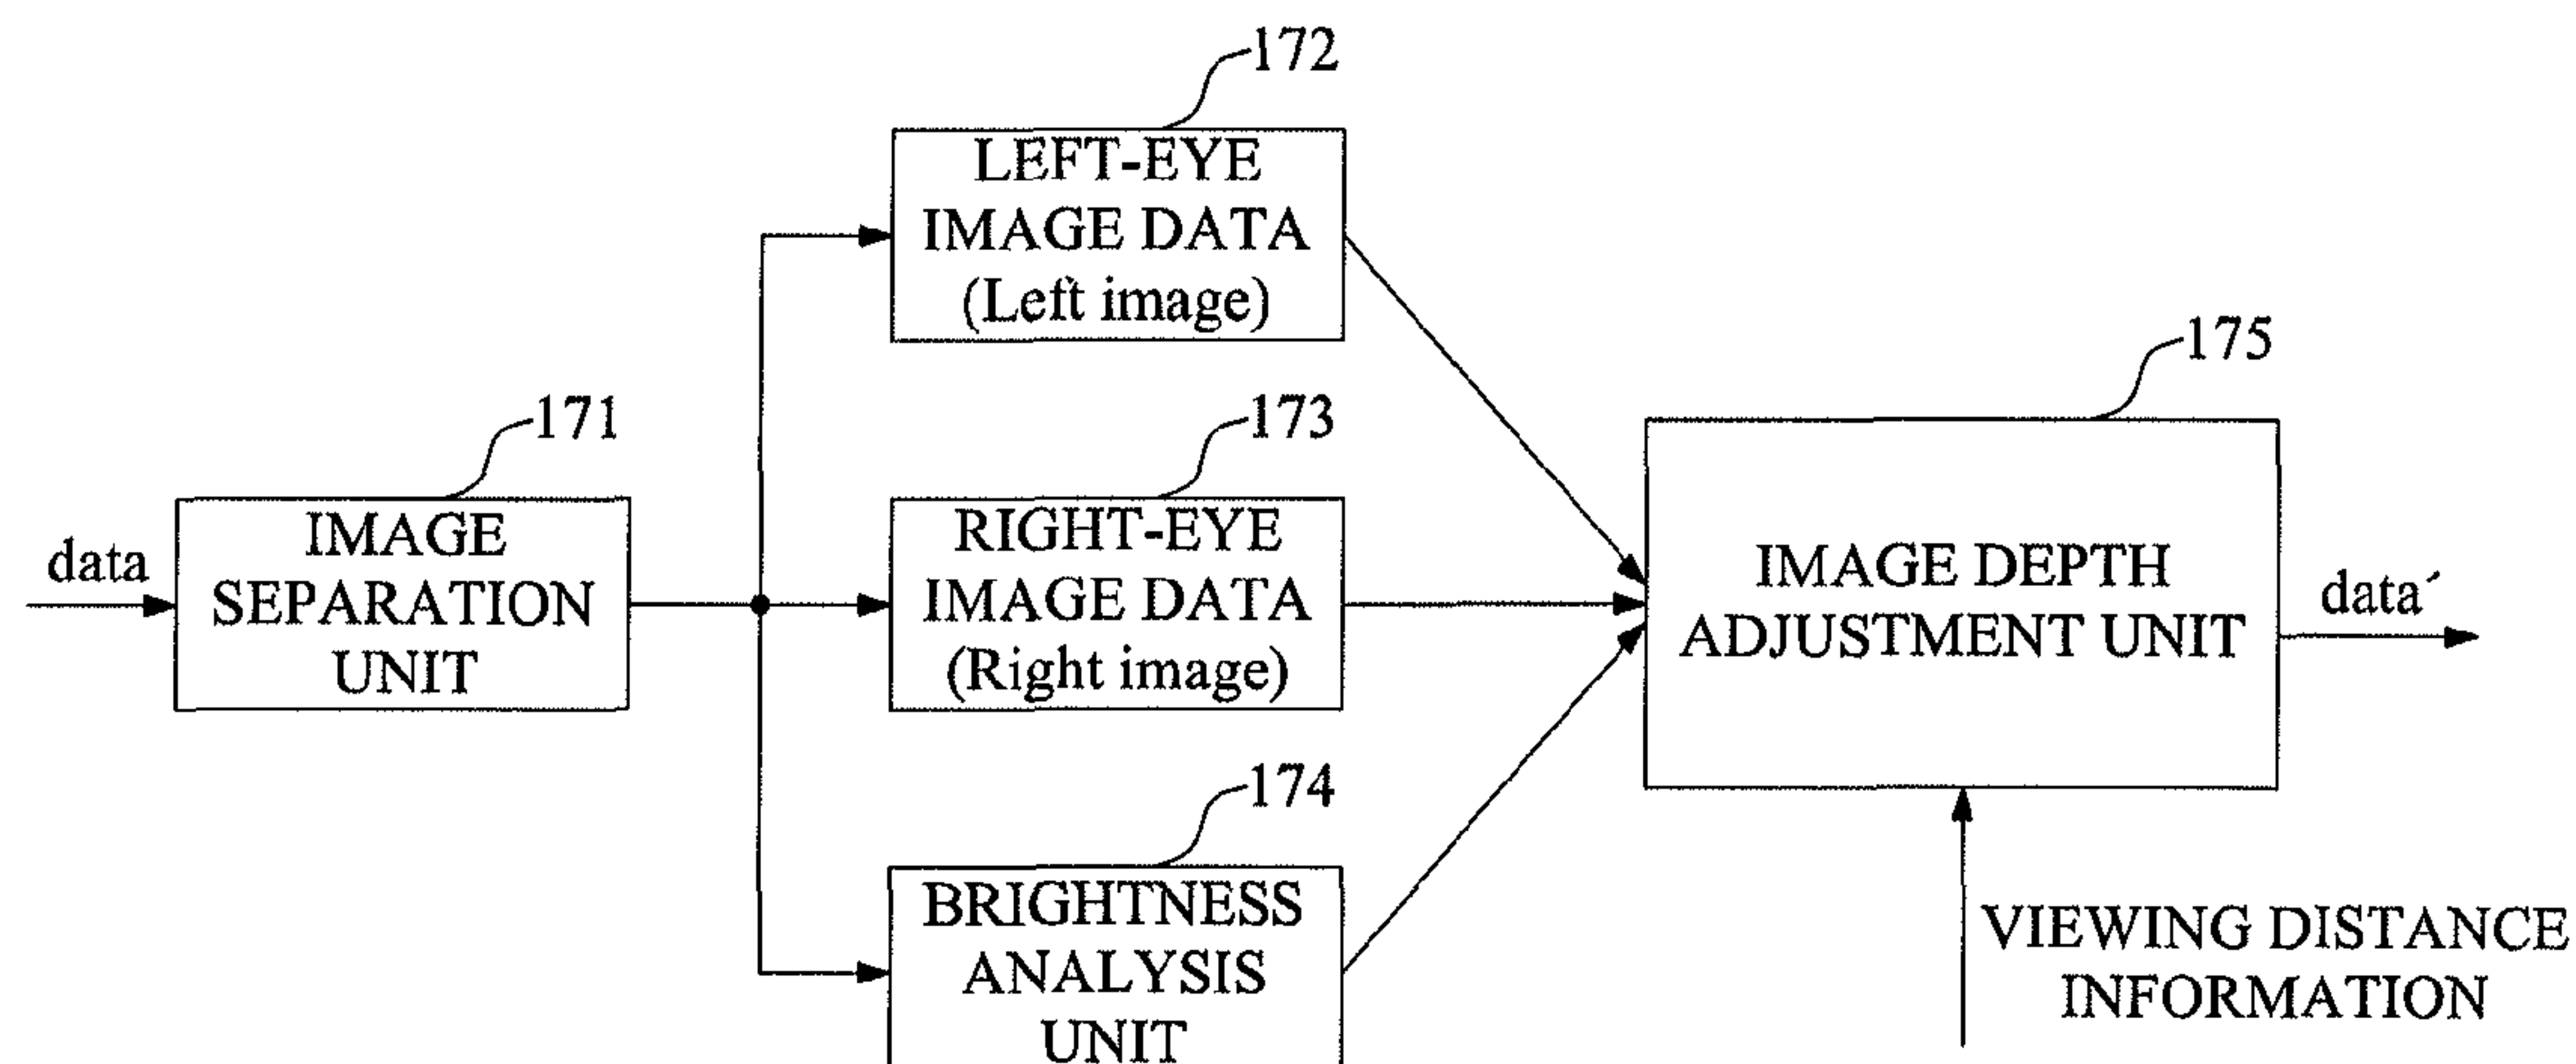 172
LEFT-EYE
IMAGE DATA
(Left image)
175
171
173
data
IMAGE
SEPARATION
UNIT
RIGHT-EYE
IMAGE DATA
(Right image)
IMAGE DEPTH
ADJUSTMENT UNIT
data´
174
BRIGHTNESS
ANALYSIS
UNIT
VIEWING DISTANCE
INFORMATION